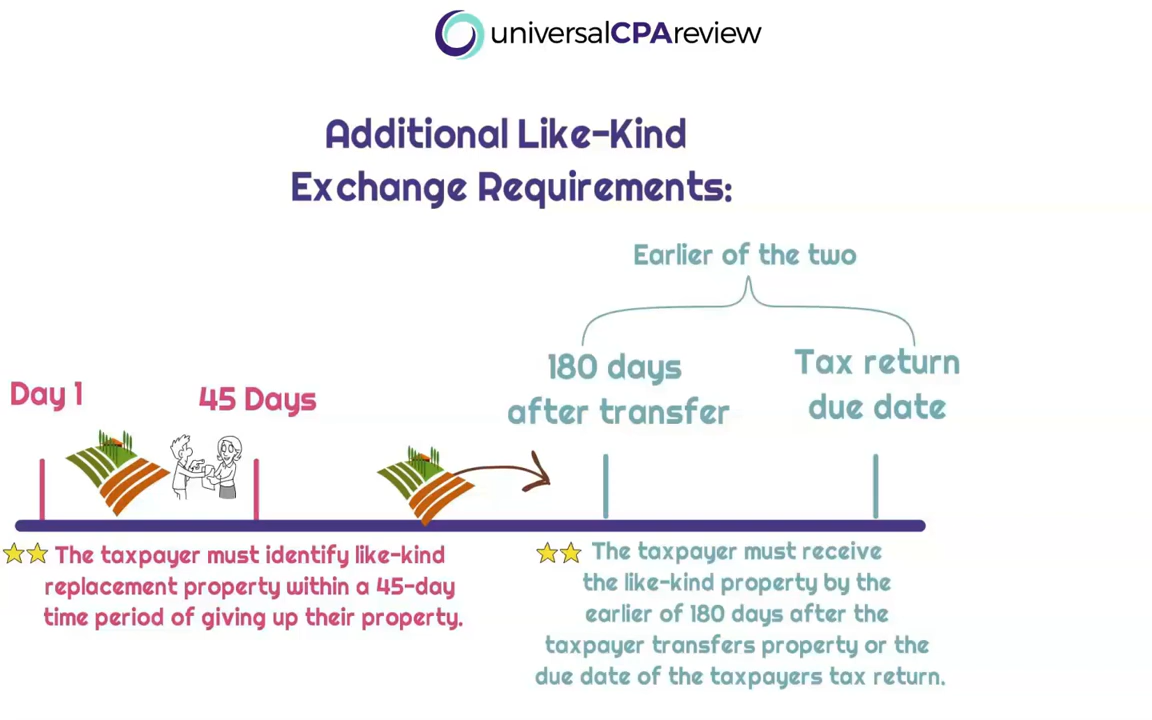 universalCPAreview
Additional Like-Kind
Exchange Requirements:
Earlier of the two
180 days
after transfer
Tax return
due date
Day 1
45 Days
The taxpayer must identify like-kind
replacement property within a 45-day
time period of giving up their property.
The taxpayer must receive
the like-kind property by the
earlier of 180 days after the
taxpayer transfers property or the
due date of the taxpayers tax return.